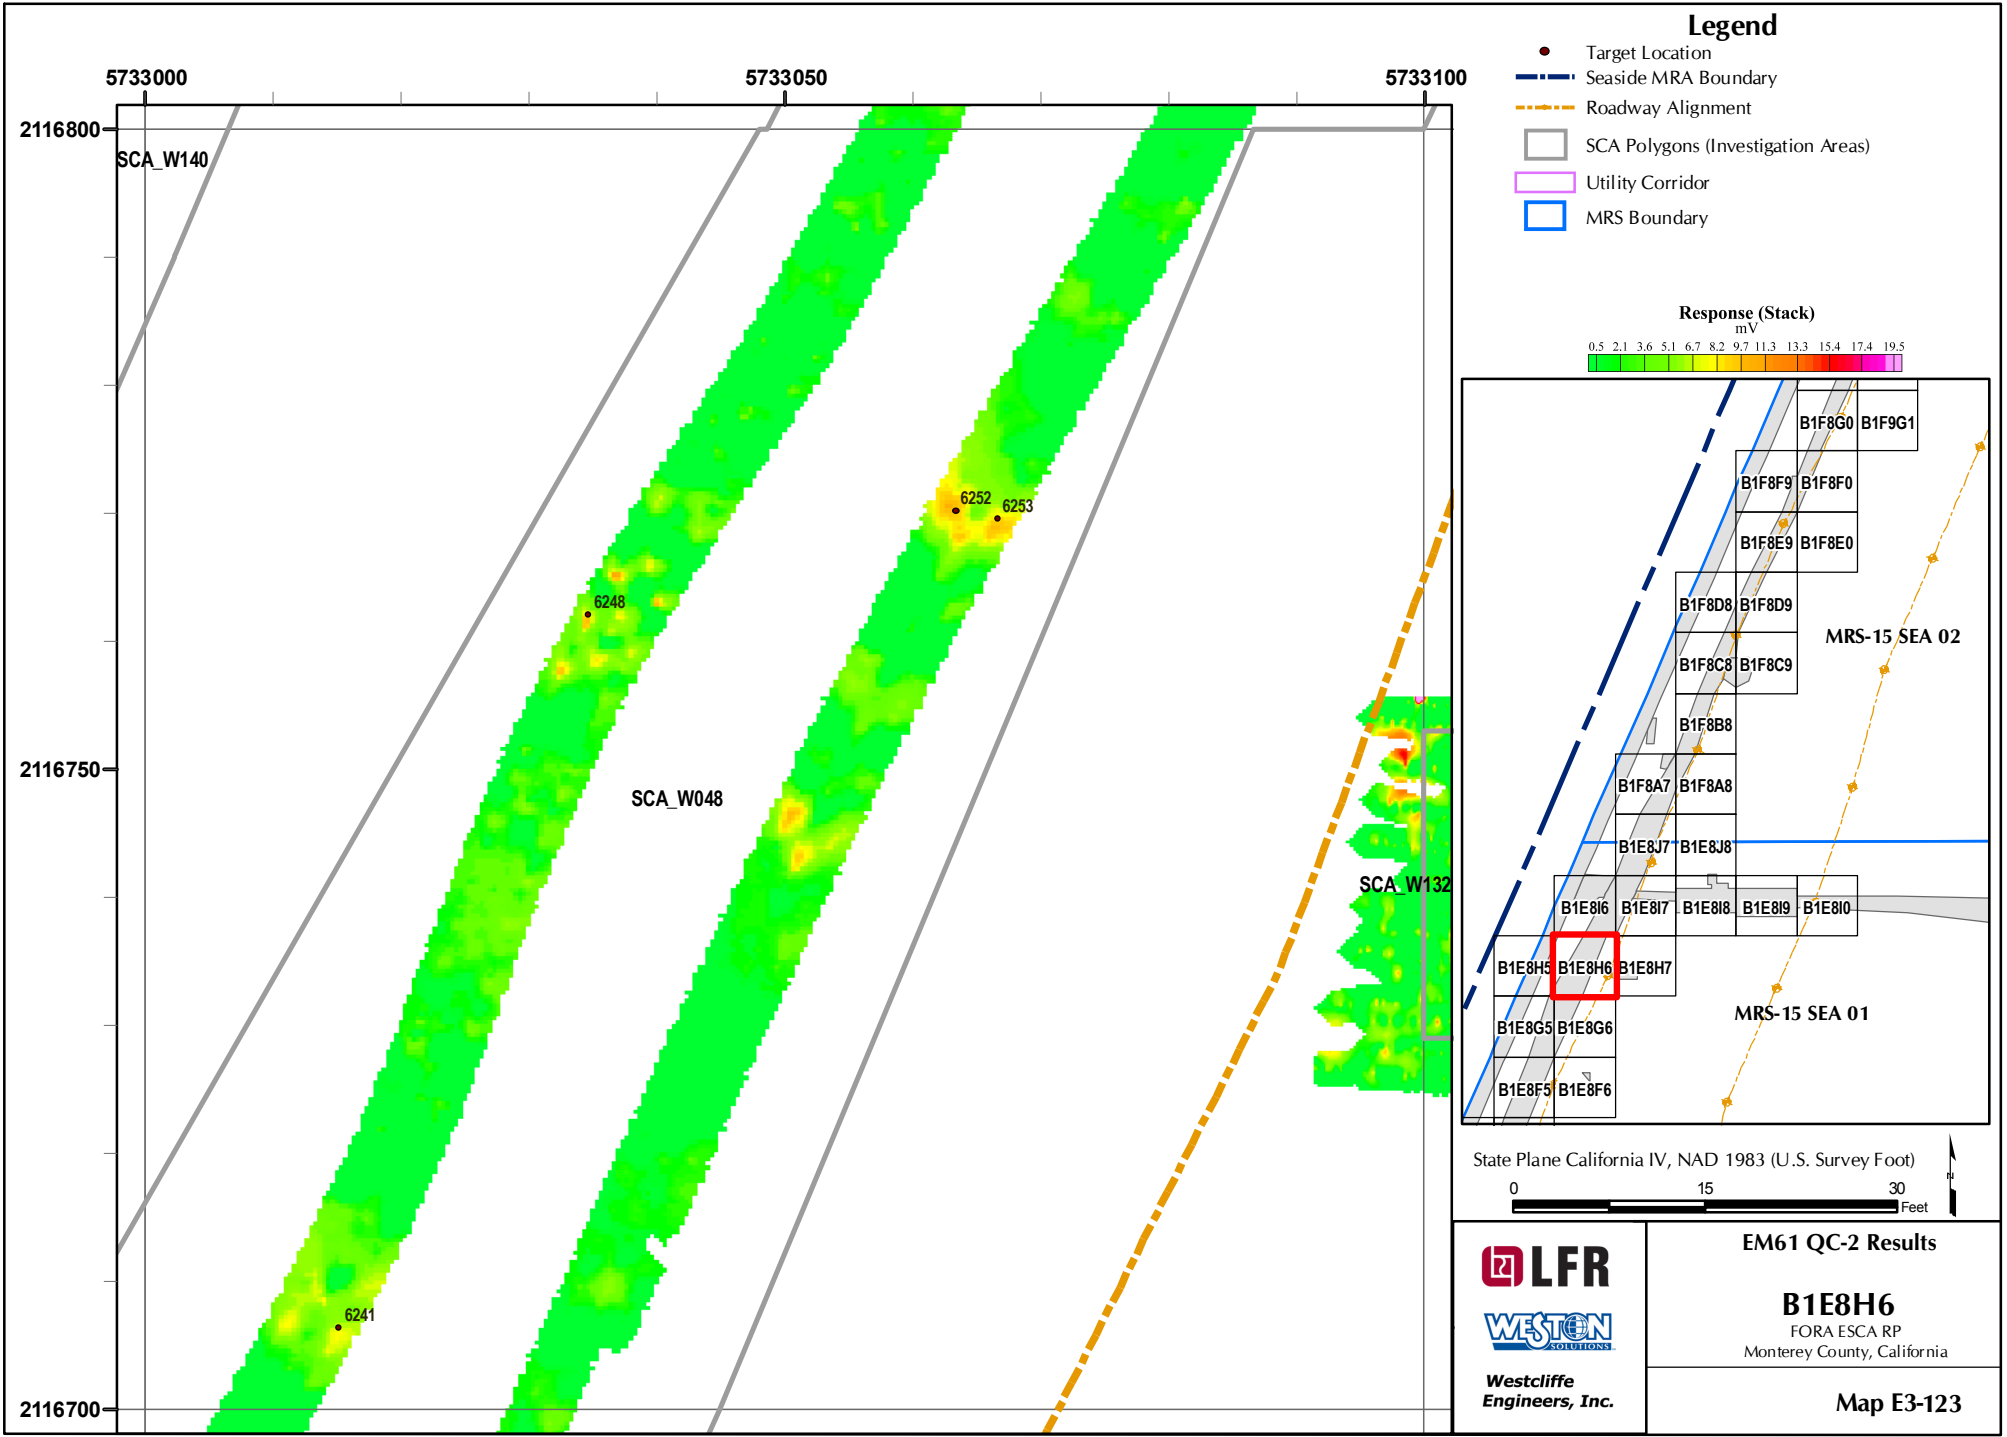 5733000
5733050
5733100
2116800
2116750
2116700
SCA_W140
SCA_W048
SCA_W132
6252
6253
6248
6241
Legend
Target Location
Seaside MRA Boundary
Roadway Alignment
SCA Polygons (Investigation Areas)
Utility Corridor
MRS Boundary
Response (Stack)
mV
0.5 2.1 3.6 5.1 6.7 8.2 9.7 11.3 13.3 15.4 17.4 19.5
B1F8G0 B1F9G1
B1F8F9 B1F8F0
B1F8E9 B1F8E0
B1F8D8 B1F8D9
MRS-15 SEA 02
B1F8C8 B1F8C9
B1F8B8
B1F8A7 B1F8A8
B1E8J7 B1E8J8
B1E8I6 B1E8I7 B1E8I8 B1E8I9 B1E8I0
B1E8H5 B1E8H6 B1E8H7
MRS-15 SEA 01
B1E8G5 B1E8G6
B1E8F5 B1E8F6
State Plane California IV, NAD 1983 (U.S. Survey Foot)
0 15 30
Feet
N
LFR
WESTON
SOLUTIONS
Westcliffe
Engineers, Inc.
EM61 QC-2 Results
B1E8H6
FORA ESCA RP
Monterey County, California
Map E3-123